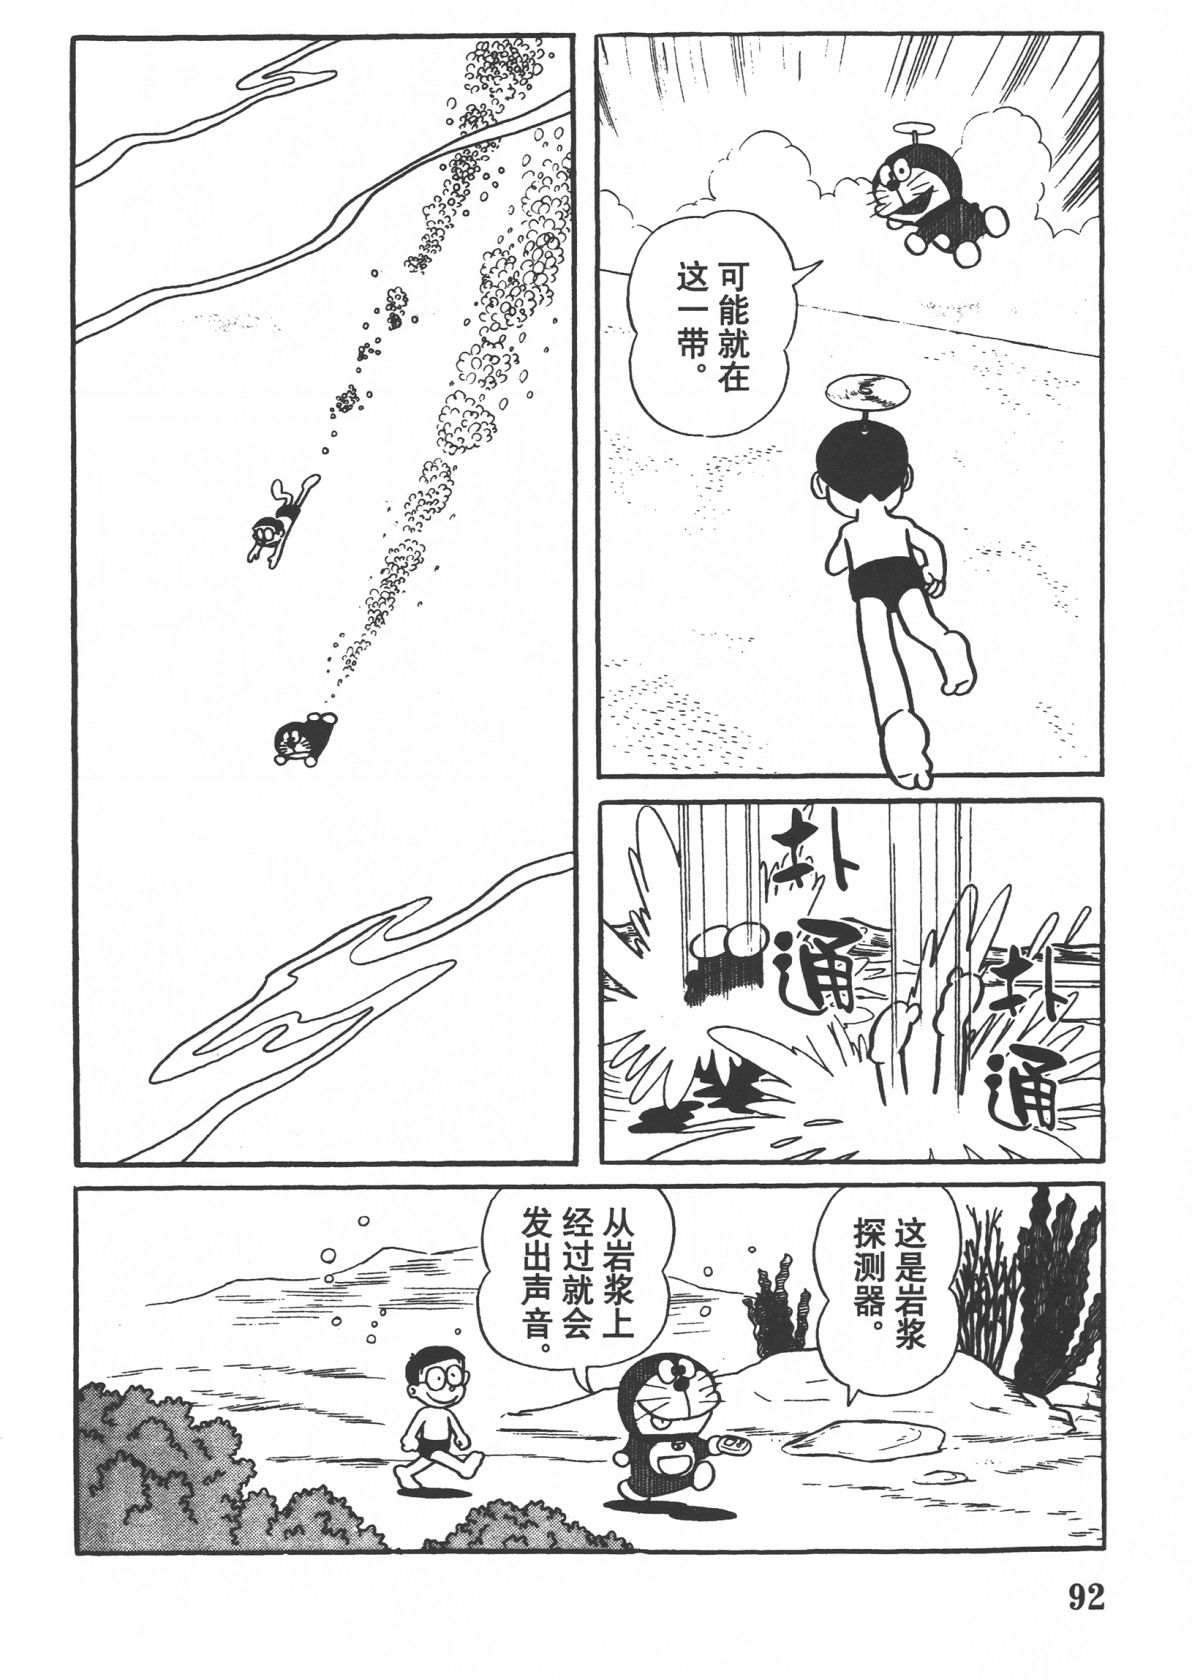 可能就在
这一带。
扑
通
扑
通
这是岩浆
探测器。
从岩浆上
经过就会
发出声音。
92